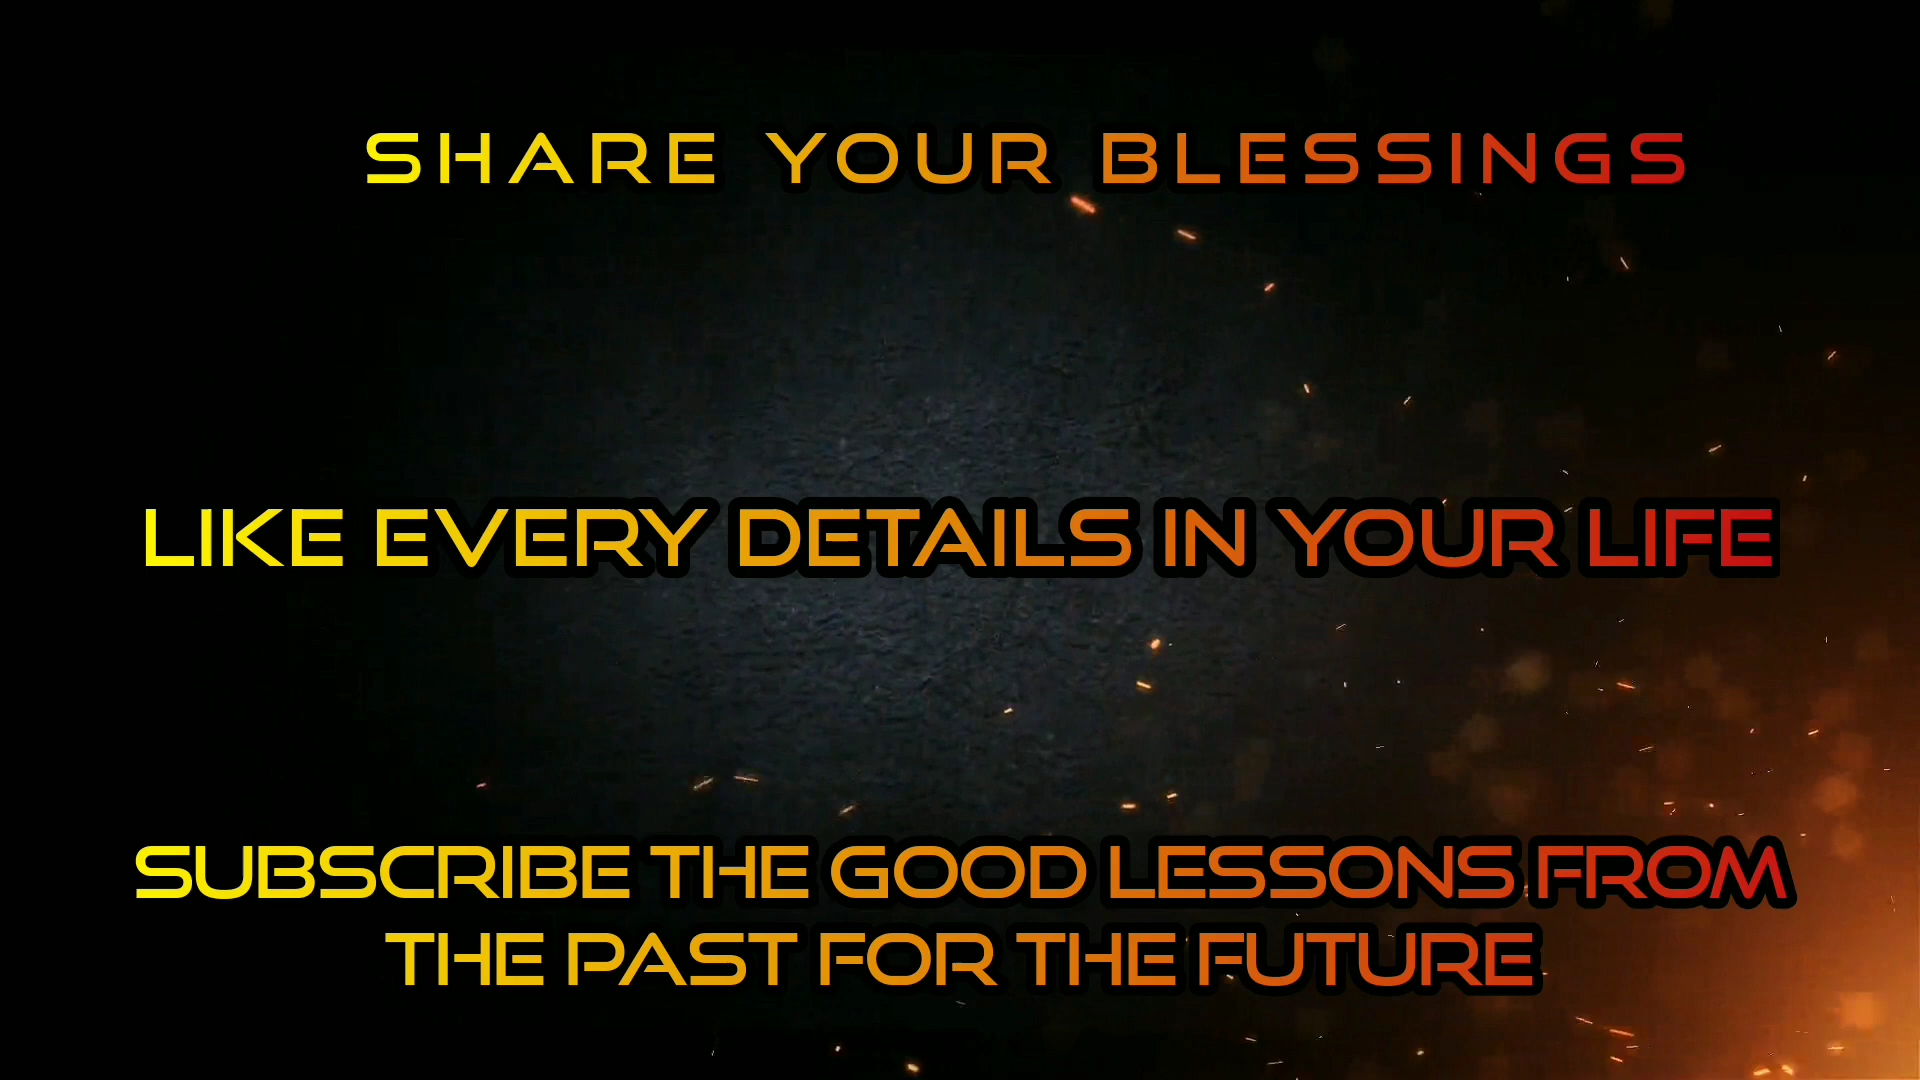 SHARE YOUR BLESSINGS
LIKE EVERY DETAILS IN YOUR LIFE
SUBSCRIBE THE GOOD LESSONS FROM
THE PAST FOR THE FUTURE